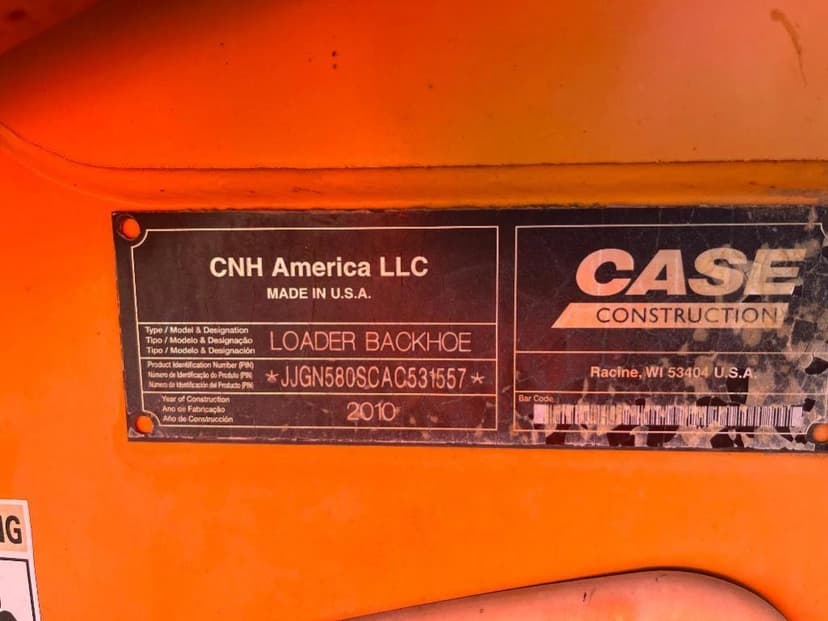 CNH America LLC
MADE IN U.S.A.
Type / Model & Designation
Tipo / Modelo & Designação
Tipo / Modelo & Designación
LOADER BACKHOE
Product Identification Number (PIN)
Número de Identificação do Produto (PIN)
Número de Identificación del Producto (PIN)
*JJGN580SCAC531557*
Year of Construction
Ano de Fabricação
Año de Construcción
2010
CASE
CONSTRUCTION
Racine, WI 53404 U.S.A.
Bar Code
NG